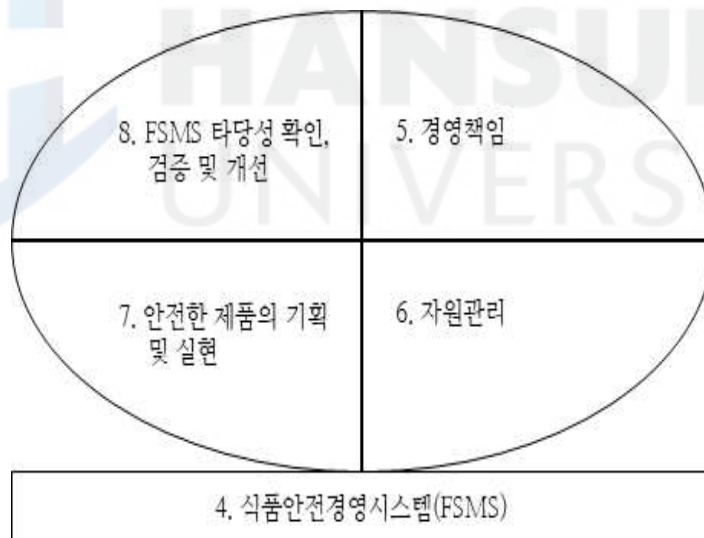 HANSU
UNIVERS
8. FSMS 타당성 확인,
검증 및 개선
5. 경영책임
7. 안전한 제품의 기획
및 실현
6. 자원관리
4. 식품안전경영시스템(FSMS)